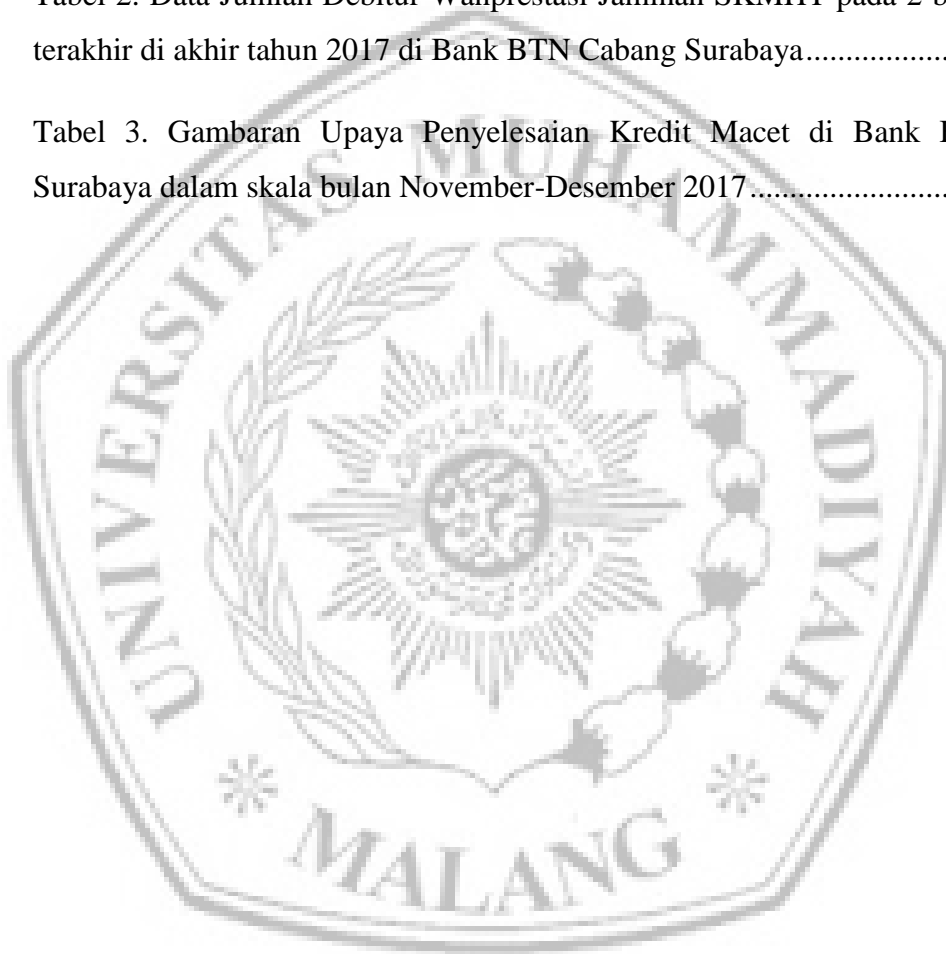 Tabel 2. Data Jumlah Debitur Wanprestasi Jaminan SKMHT pada 2 b
terakhir di akhir tahun 2017 di Bank BTN Cabang Surabaya..................
Tabel 3. Gambaran Upaya Penyelesaian Kredit Macet di Bank
Surabaya dalam skala bulan November-Desember 2017.........................
UNIVERSITAS MUHAMMADIYAH
MALANG